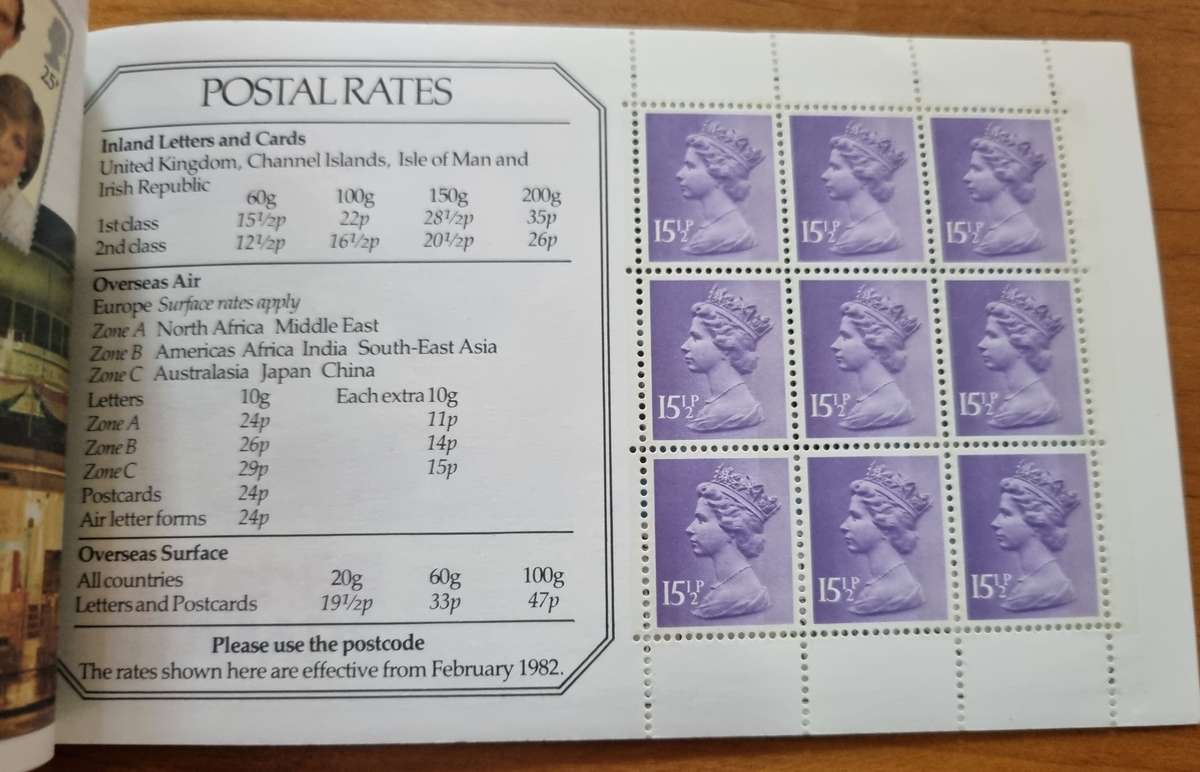 25p
POSTAL RATES
Inland Letters and Cards
United Kingdom, Channel Islands, Isle of Man and
Irish Republic
60g 100g 150g 200g
1st class 15½p 22p 28½p 35p
2nd class 12½p 16½p 20½p 26p
Overseas Air
Europe Surface rates apply
Zone A North Africa Middle East
Zone B Americas Africa India South-East Asia
Zone C Australasia Japan China
Letters 10g Each extra 10g
Zone A 24p 11p
Zone B 26p 14p
Zone C 29p 15p
Postcards 24p
Air letter forms 24p
Overseas Surface
All countries 20g 60g 100g
Letters and Postcards 19½p 33p 47p
Please use the postcode
The rates shown here are effective from February 1982.
15½P 15½P 15½P
15½P 15½P 15½P
15½P 15½P 15½P